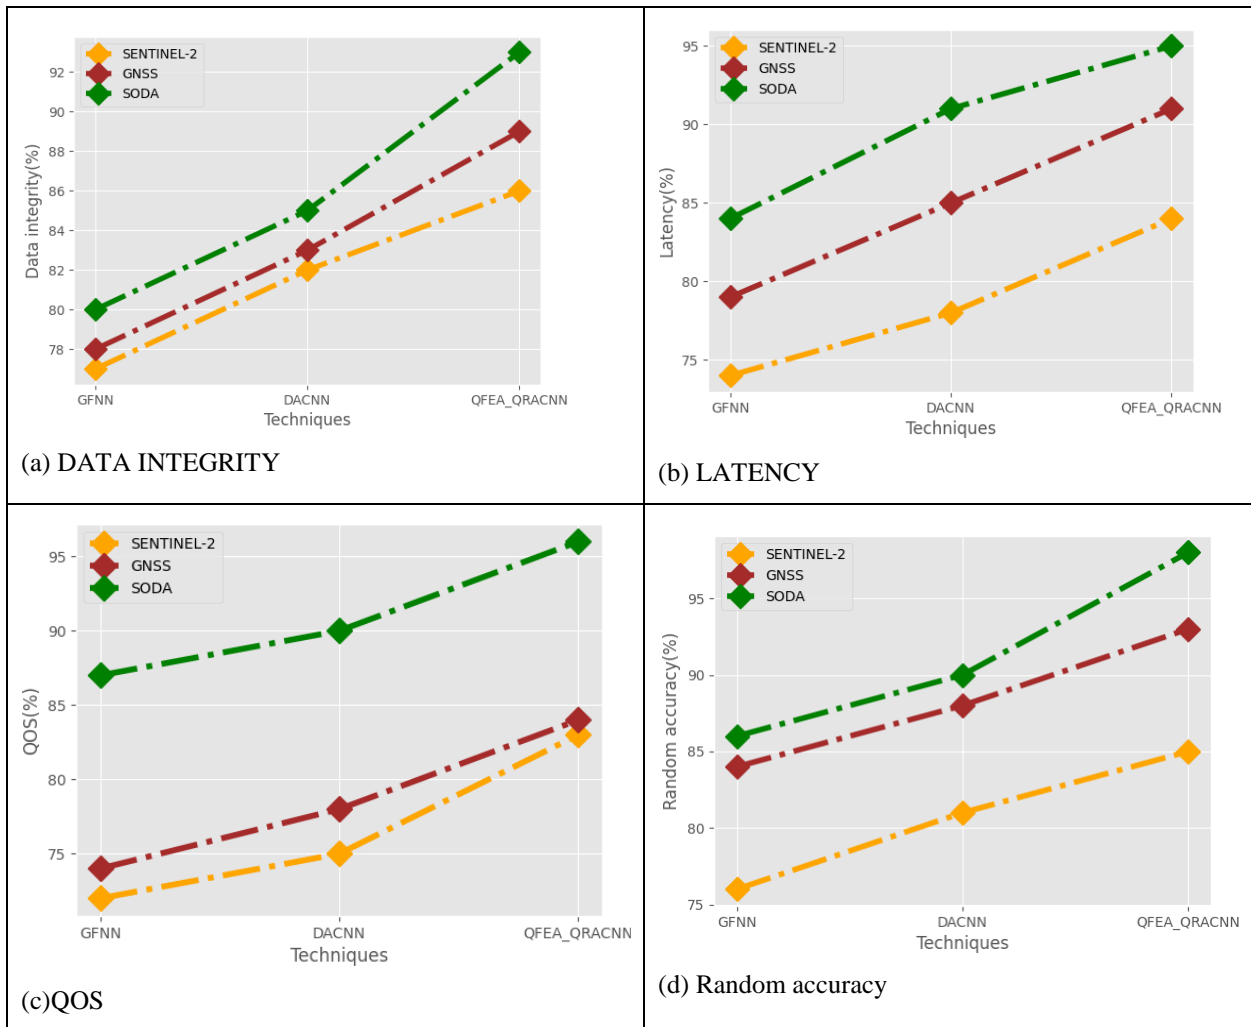 SENTINEL-2
GNSS
SODA
92
90
88
86
84
82
80
78
Data integrity(%)
GFNN
DACNN
QFEA_QRACNN
Techniques
(a) DATA INTEGRITY
SENTINEL-2
GNSS
SODA
95
90
85
80
75
Latency(%)
GFNN
DACNN
QFEA_QRACNN
Techniques
(b) LATENCY
SENTINEL-2
GNSS
SODA
95
90
85
80
75
QOS(%)
GFNN
DACNN
QFEA_QRACNN
Techniques
(c)QOS
SENTINEL-2
GNSS
SODA
95
90
85
80
75
Random accuracy(%)
GFNN
DACNN
QFEA_QRACNN
Techniques
(d) Random accuracy